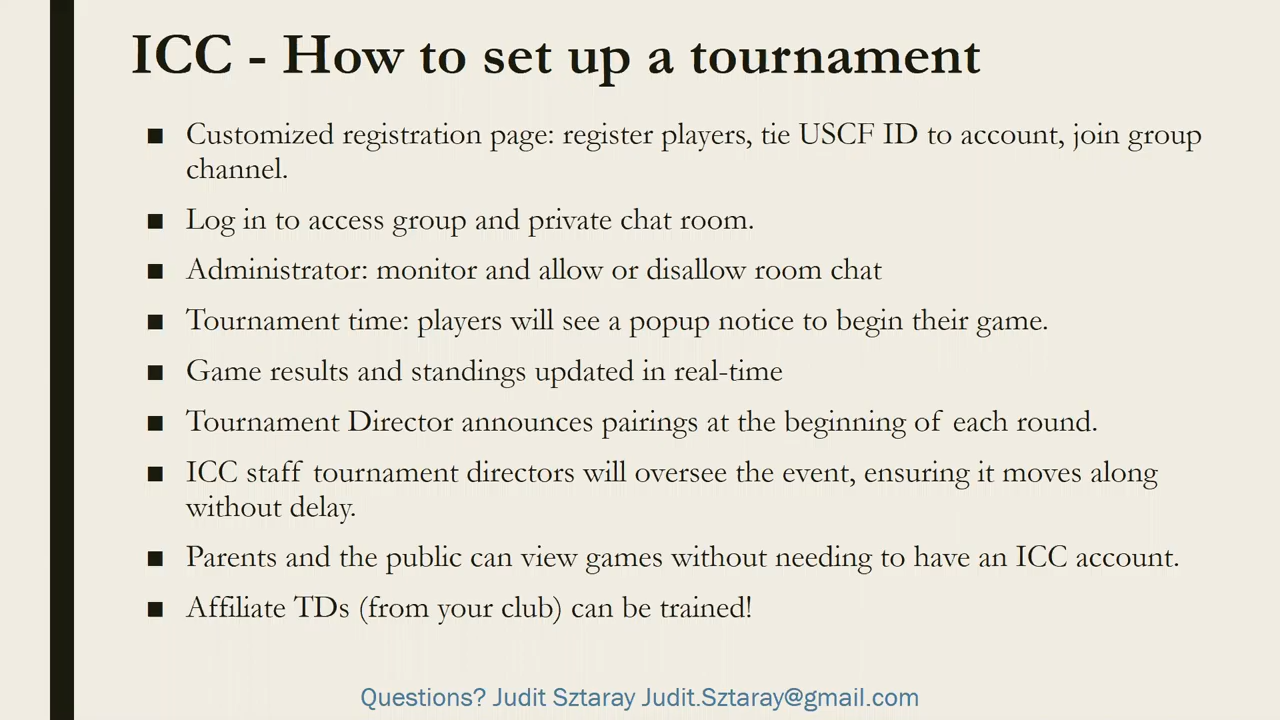 ICC - How to set up a tournament
■ Customized registration page: register players, tie USCF ID to account, join group
channel.
■ Log in to access group and private chat room.
■ Administrator: monitor and allow or disallow room chat
■ Tournament time: players will see a popup notice to begin their game.
■ Game results and standings updated in real-time
■ Tournament Director announces pairings at the beginning of each round.
■ ICC staff tournament directors will oversee the event, ensuring it moves along
without delay.
■ Parents and the public can view games without needing to have an ICC account.
■ Affiliate TDs (from your club) can be trained!
Questions? Judit Sztaray Judit.Sztaray@gmail.com